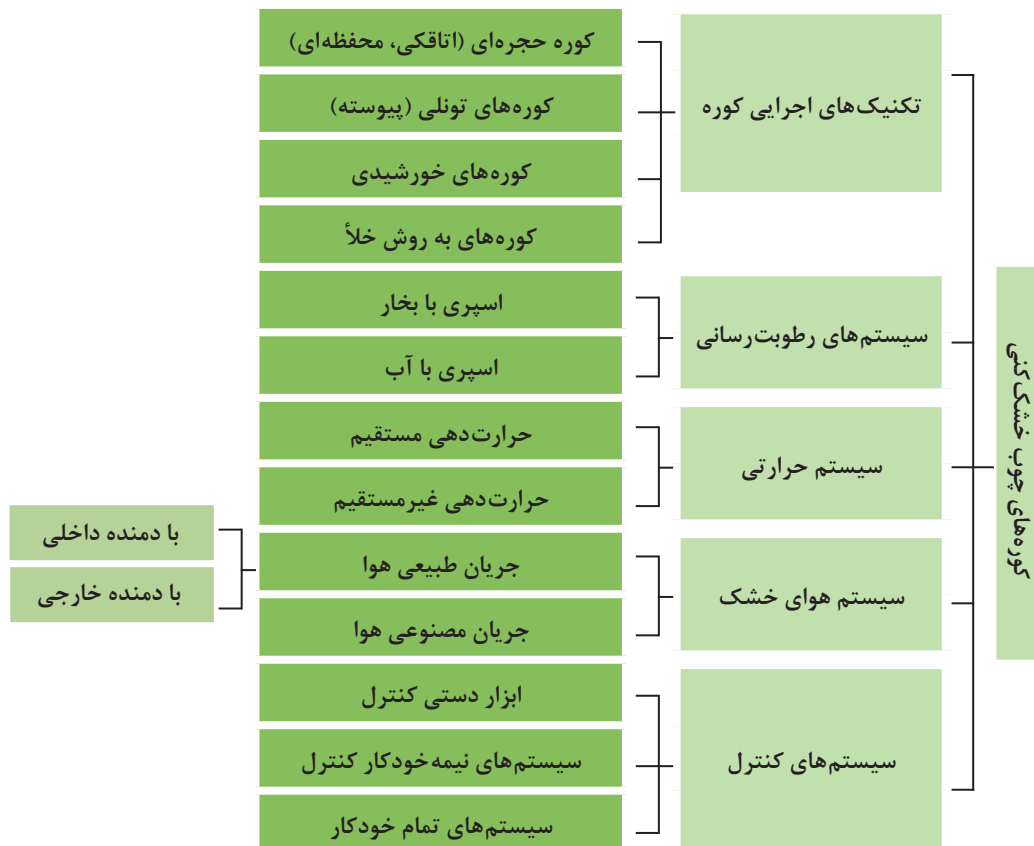 کوره‌های چوب خشک‌کنی
تکنیک‌های اجرایی کوره
کوره حجره‌ای (اتاقکی، محفظه‌ای)
کوره‌های تونلی (پیوسته)
کوره‌های خورشیدی
کوره‌های به روش خلأ
سیستم‌های رطوبت‌رسانی
اسپری با بخار
اسپری با آب
سیستم حرارتی
حرارت‌دهی مستقیم
حرارت‌دهی غیرمستقیم
سیستم هوای خشک
جریان طبیعی هوا
با دمنده داخلی
با دمنده خارجی
جریان مصنوعی هوا
سیستم‌های کنترل
ابزار دستی کنترل
سیستم‌های نیمه‌خودکار کنترل
سیستم‌های تمام خودکار